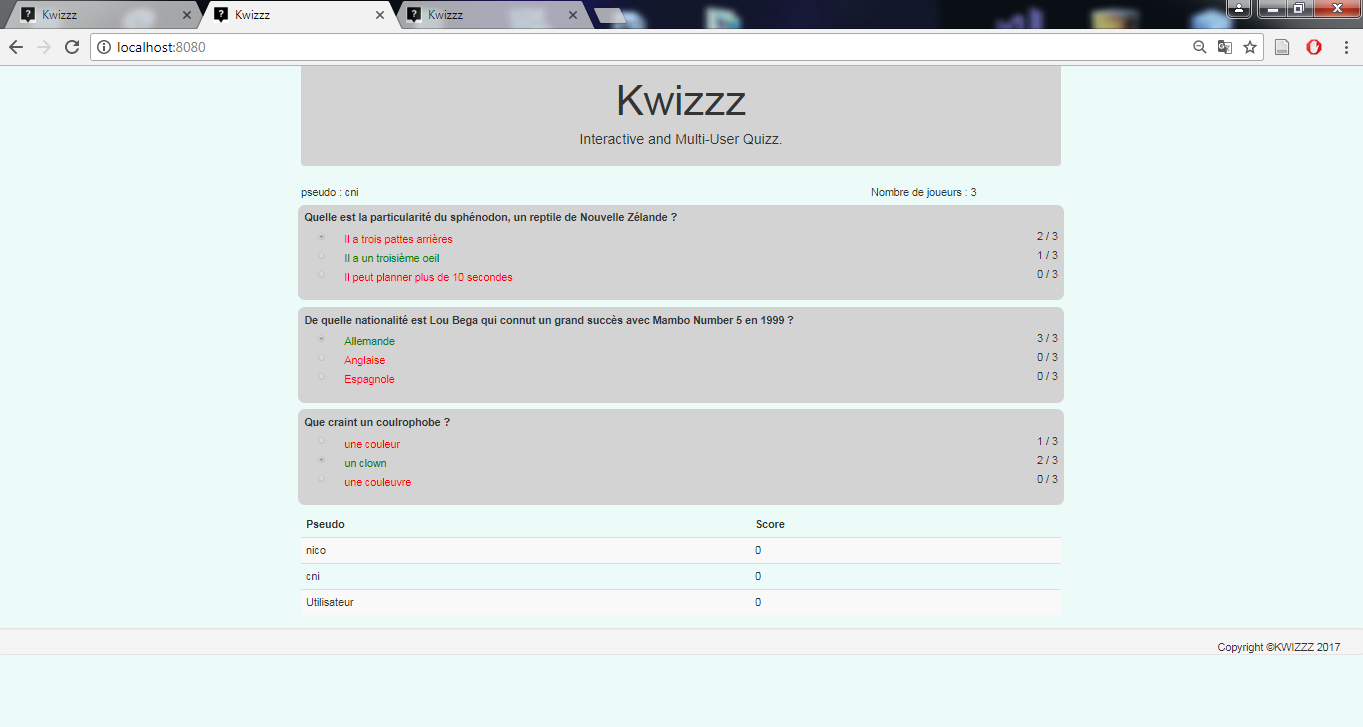 Kwizzz Kwizzz Kwizzz
localhost:8080
Kwizzz
Interactive and Multi-User Quizz.
pseudo : cni Nombre de joueurs : 3
Quelle est la particularité du sphénodon, un reptile de Nouvelle Zélande ?
Il a trois pattes arrières 2 / 3
Il a un troisième oeil 1 / 3
Il peut planner plus de 10 secondes 0 / 3
De quelle nationalité est Lou Bega qui connut un grand succès avec Mambo Number 5 en 1999 ?
Allemande 3 / 3
Anglaise 0 / 3
Espagnole 0 / 3
Que craint un coulrophobe ?
une couleur 1 / 3
un clown 2 / 3
une couleuvre 0 / 3
Pseudo Score
nico 0
cni 0
Utilisateur 0
Copyright ©KWIZZZ 2017